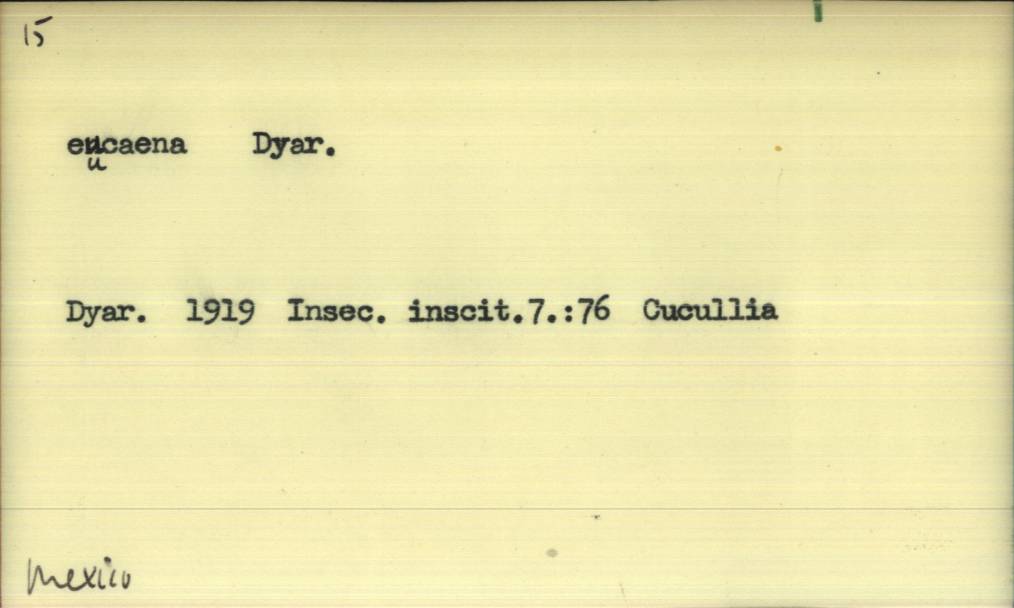 15
eucaena Dyar.
u
Dyar. 1919 Insec. inscit.7.:76 Cucullia
Mexico